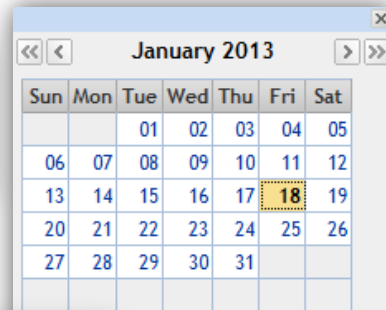 January 2013
Sun Mon Tue Wed Thu Fri Sat
01 02 03 04 05
06 07 08 09 10 11 12
13 14 15 16 17 18 19
20 21 22 23 24 25 26
27 28 29 30 31